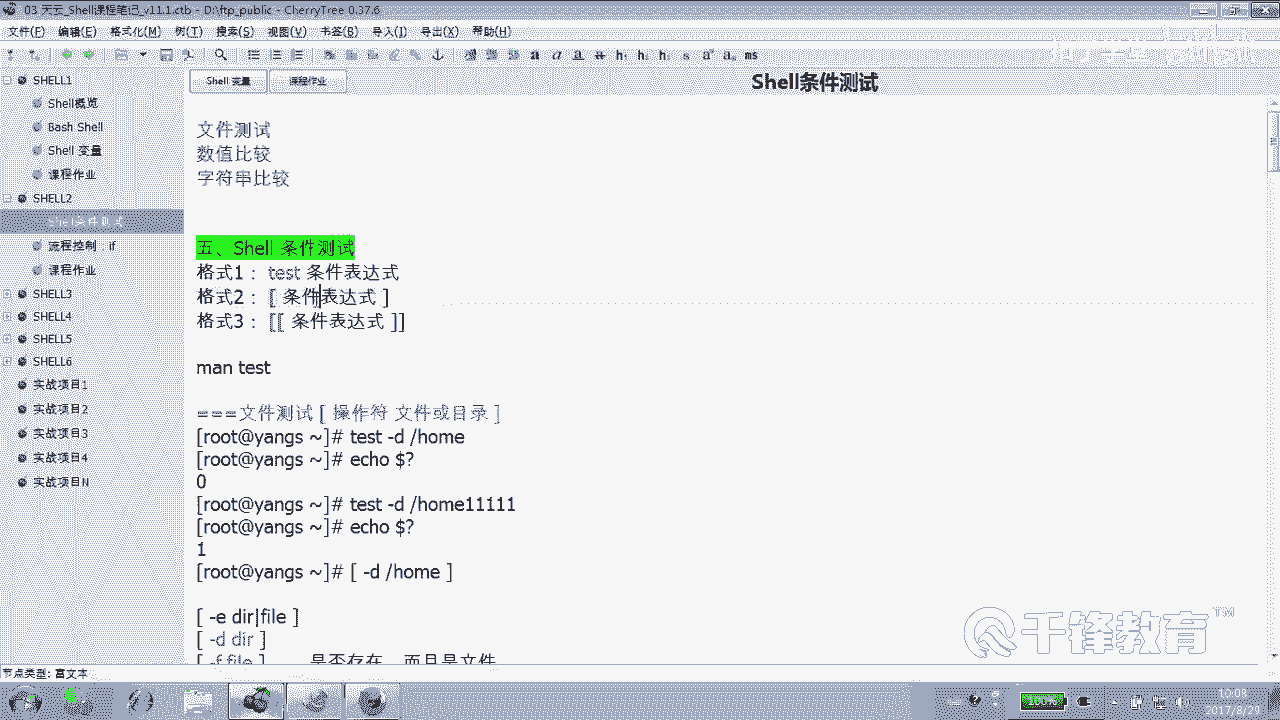 03_天云_Shell课程笔记_v11.1.ctb - D:\ftp_public - CherryTree 0.37.6
文件(F) 编辑(E) 格式化(M) 树(T) 搜索(S) 视图(V) 书签(B) 导入(I) 导出(X) 帮助(H)
SHELL1
Shell概览
Bash Shell
Shell 变量
课程作业
SHELL2
Shell条件测试
流程控制：if
课程作业
SHELL3
SHELL4
SHELL5
SHELL6
实战项目1
实战项目2
实战项目3
实战项目4
实战项目N
Shell 变量 课程作业
Shell条件测试
文件测试
数值比较
字符串比较
五、Shell 条件测试
格式1： test 条件表达式
格式2： [ 条件表达式 ]
格式3： [[ 条件表达式 ]]
man test
===文件测试 [ 操作符 文件或目录 ]
[root@yangs ~]# test -d /home
[root@yangs ~]# echo $?
0
[root@yangs ~]# test -d /home11111
[root@yangs ~]# echo $?
1
[root@yangs ~]# [ -d /home ]
[ -e dir|file ]
[ -d dir ]
[ -f file ] 是否存在 而且是文件
千锋教育 TM
节点类型: 富文本
100%
10:08
2017/8/29